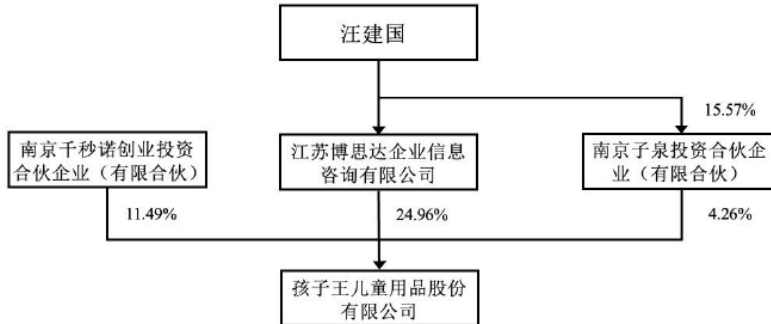 汪建国
15.57%
南京千秒诺创业投资
合伙企业（有限合伙）
江苏博思达企业信息
咨询有限公司
南京子泉投资合伙企
业（有限合伙）
11.49%
24.96%
4.26%
孩子王儿童用品股份
有限公司